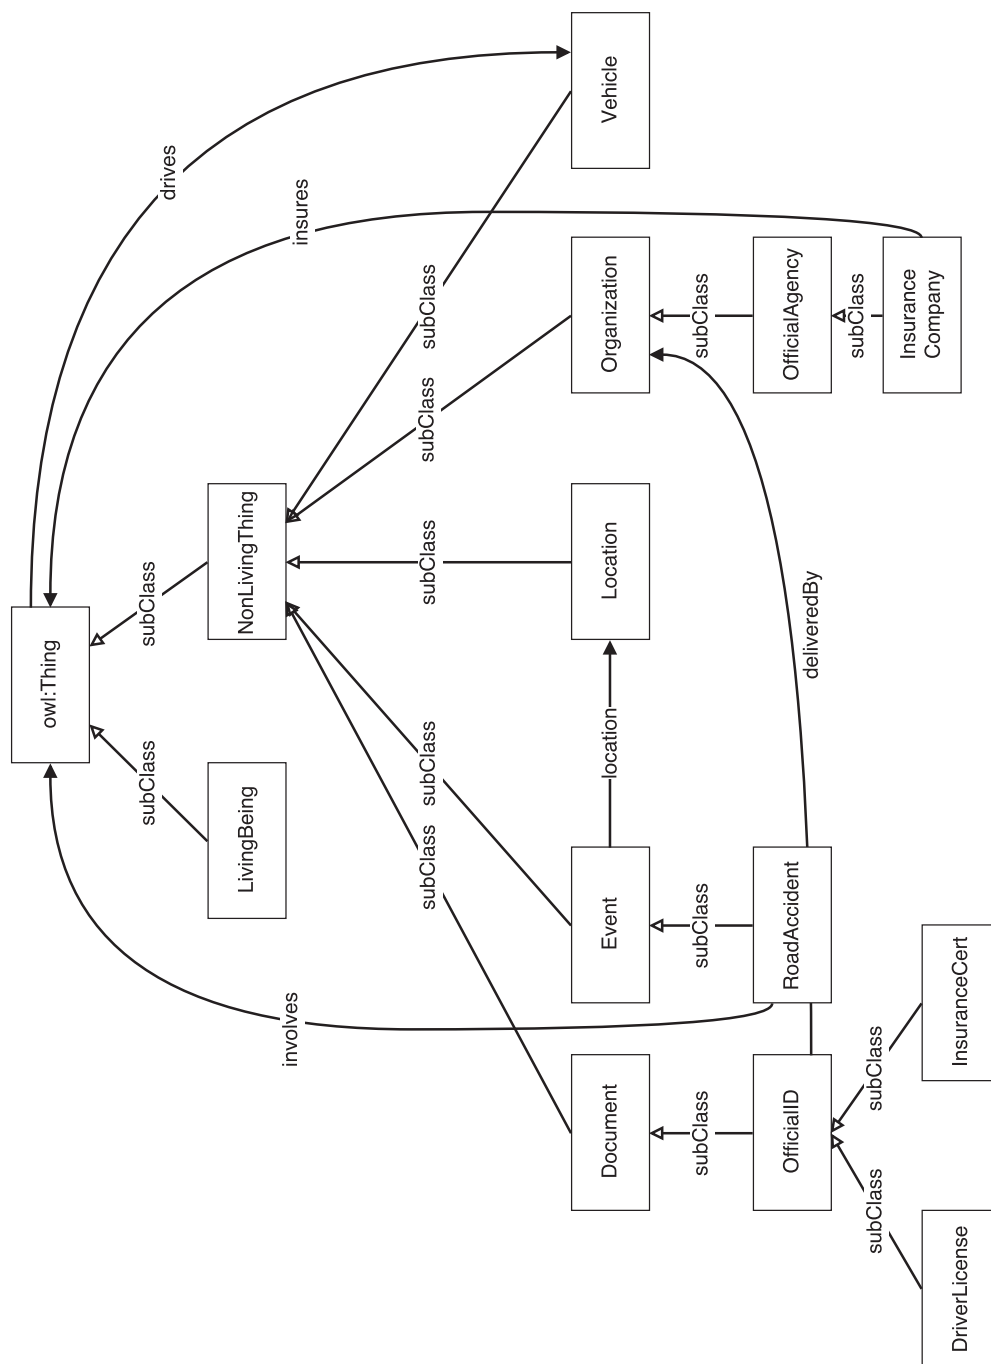 owl:Thing
drives
insures
involves
subClass
subClass
LivingBeing
NonLivingThing
subClass
subClass
subClass
subClass
subClass
Document
Event
location
Location
Organization
Vehicle
subClass
subClass
subClass
deliveredBy
OfficialID
RoadAccident
OfficialAgency
subClass
subClass
subClass
DriverLicense
InsuranceCert
Insurance
Company